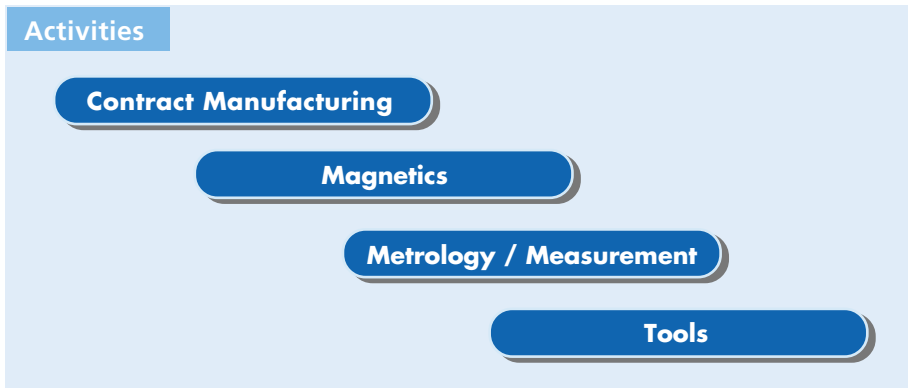 Activities
Contract Manufacturing
Magnetics
Metrology / Measurement
Tools